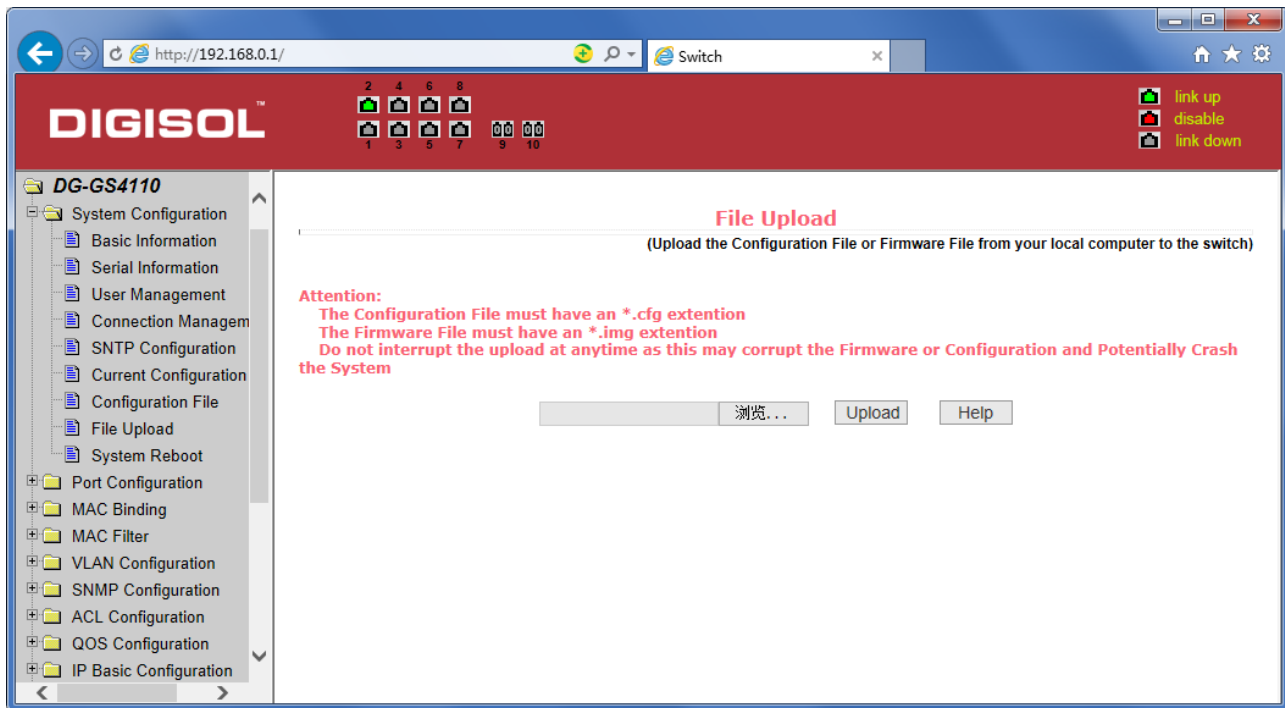 http://192.168.0.1/
Switch
DIGISOL™
2 4 6 8
1 3 5 7 9 10
link up
disable
link down
DG-GS4110
System Configuration
Basic Information
Serial Information
User Management
Connection Managem
SNTP Configuration
Current Configuration
Configuration File
File Upload
System Reboot
Port Configuration
MAC Binding
MAC Filter
VLAN Configuration
SNMP Configuration
ACL Configuration
QOS Configuration
IP Basic Configuration
File Upload
(Upload the Configuration File or Firmware File from your local computer to the switch)
Attention:
The Configuration File must have an *.cfg extention
The Firmware File must have an *.img extention
Do not interrupt the upload at anytime as this may corrupt the Firmware or Configuration and Potentially Crash
the System
浏览... Upload Help